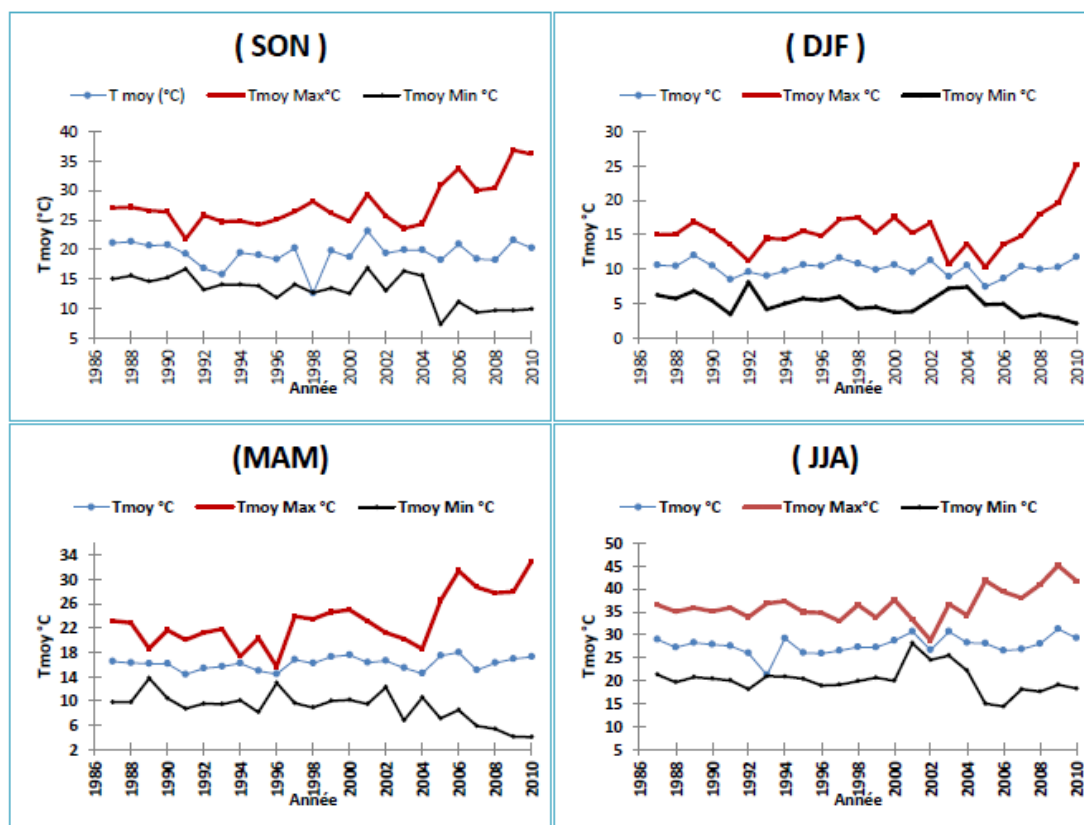 ( SON )
T moy (°C) Tmoy Max°C Tmoy Min °C
40
35
30
25
20
15
10
5
T moy (°C)
1986 1988 1990 1992 1994 1996 1998 2000 2002 2004 2006 2008 2010
Année
( DJF )
Tmoy °C Tmoy Max °C Tmoy Min °C
30
25
20
15
10
5
0
Tmoy °C
1986 1988 1990 1992 1994 1996 1998 2000 2002 2004 2006 2008 2010
Année
(MAM)
Tmoy °C Tmoy Max °C Tmoy Min °C
34
30
26
22
18
14
10
6
2
Tmoy °C
1986 1988 1990 1992 1994 1996 1998 2000 2002 2004 2006 2008 2010
Année
( JJA)
Tmoy °C Tmoy Max°C Tmoy Min °C
50
45
40
35
30
25
20
15
10
5
Tmoy °C
1986 1988 1990 1992 1994 1996 1998 2000 2002 2004 2006 2008 2010
Année